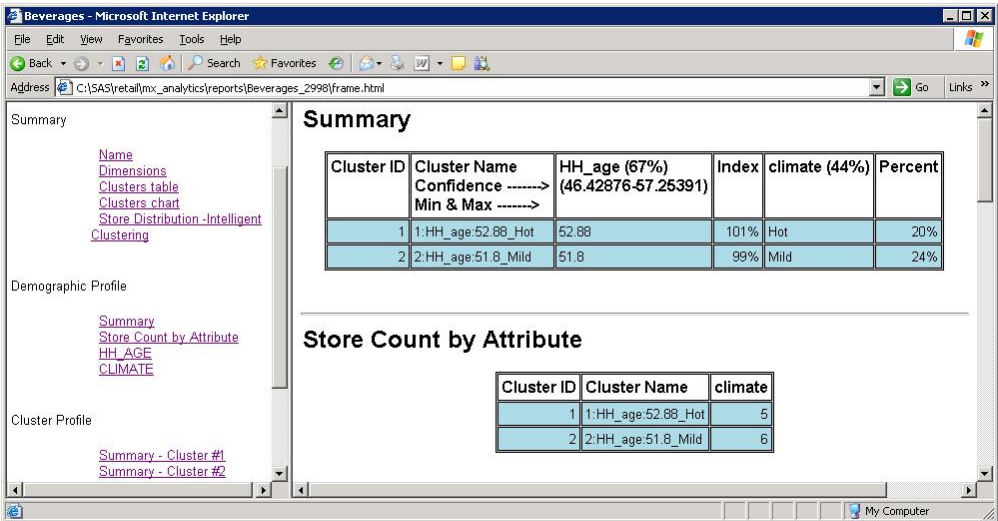 Beverages - Microsoft Internet Explorer
File Edit View Favorites Tools Help
Back Search Favorites
Address C:\SAS\retail\mx_analytics\reports\Beverages_2998\frame.html Go Links »
Summary
Name
Dimensions
Clusters table
Clusters chart
Store Distribution -Intelligent
Clustering
Demographic Profile
Summary
Store Count by Attribute
HH_AGE
CLIMATE
Cluster Profile
Summary - Cluster #1
Summary - Cluster #2
Summary
Cluster ID Cluster Name HH_age (67%) Index climate (44%) Percent
Confidence -------> (46.42876-57.25391)
Min & Max ------->
1 1:HH_age:52.88_Hot 52.88 101% Hot 20%
2 2:HH_age:51.8_Mild 51.8 99% Mild 24%
Store Count by Attribute
Cluster ID Cluster Name climate
1 1:HH_age:52.88_Hot 5
2 2:HH_age:51.8_Mild 6
My Computer